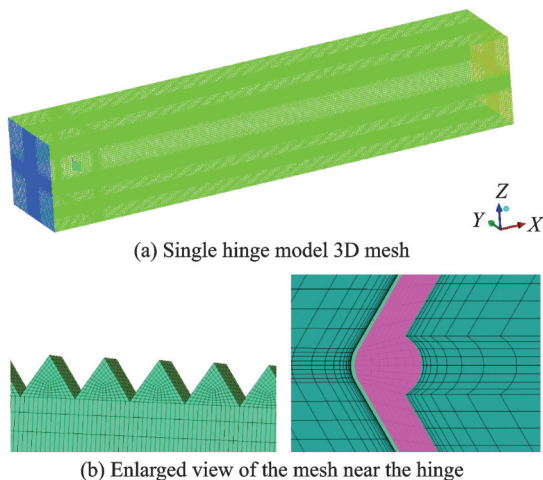 Z
Y X
(a) Single hinge model 3D mesh
(b) Enlarged view of the mesh near the hinge